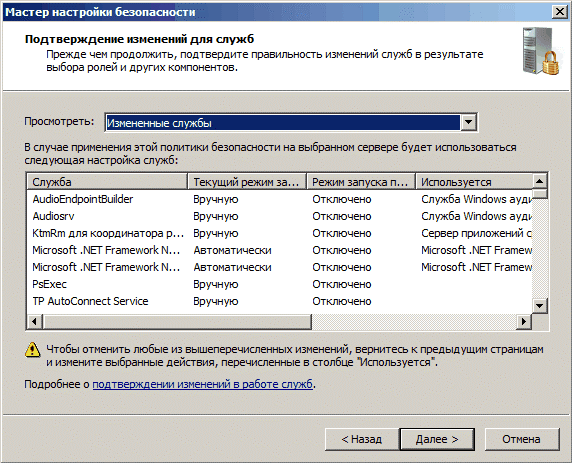 Мастер настройки безопасности
Подтверждение изменений для служб
Прежде чем продолжить, подтвердите правильность изменений служб в результате
выбора ролей и других компонентов.
Просмотреть: Измененные службы
В случае применения этой политики безопасности на выбранном сервере будет использоваться
следующая настройка служб:
Служба Текущий режим за... Режим запуска п... Используется
AudioEndpointBuilder Вручную Отключено Служба Windows ауди
Audiosrv Вручную Отключено Служба Windows ауди
KtmRm для координатора р... Вручную Отключено Сервер приложений с
Microsoft .NET Framework N... Автоматически Отключено Microsoft .NET Framew
Microsoft .NET Framework N... Автоматически Отключено Microsoft .NET Framew
PsExec Вручную Отключено
TP AutoConnect Service Вручную Отключено
Чтобы отменить любые из вышеперечисленных изменений, вернитесь к предыдущим страницам
и измените выбранные действия, перечисленные в столбце "Используется".
Подробнее о подтверждении изменений в работе служб.
< Назад Далее > Отмена